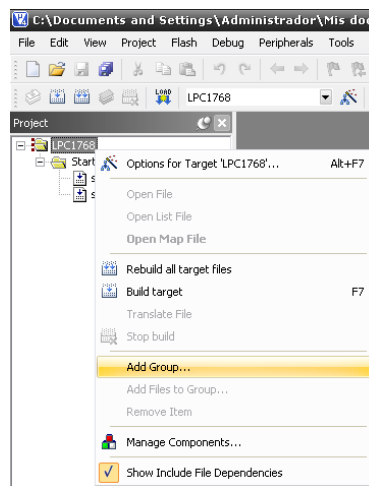 C:\Documents and Settings\Administrador\Mis do
File Edit View Project Flash Debug Peripherals Tools
LOAD LPC1768
Project
LPC1768
Start
Options for Target 'LPC1768'... Alt+F7
s
Open File
s
Open List File
Open Map File
Rebuild all target files
Build target F7
Translate File
Stop build
Add Group...
Add Files to Group...
Remove Item
Manage Components...
Show Include File Dependencies